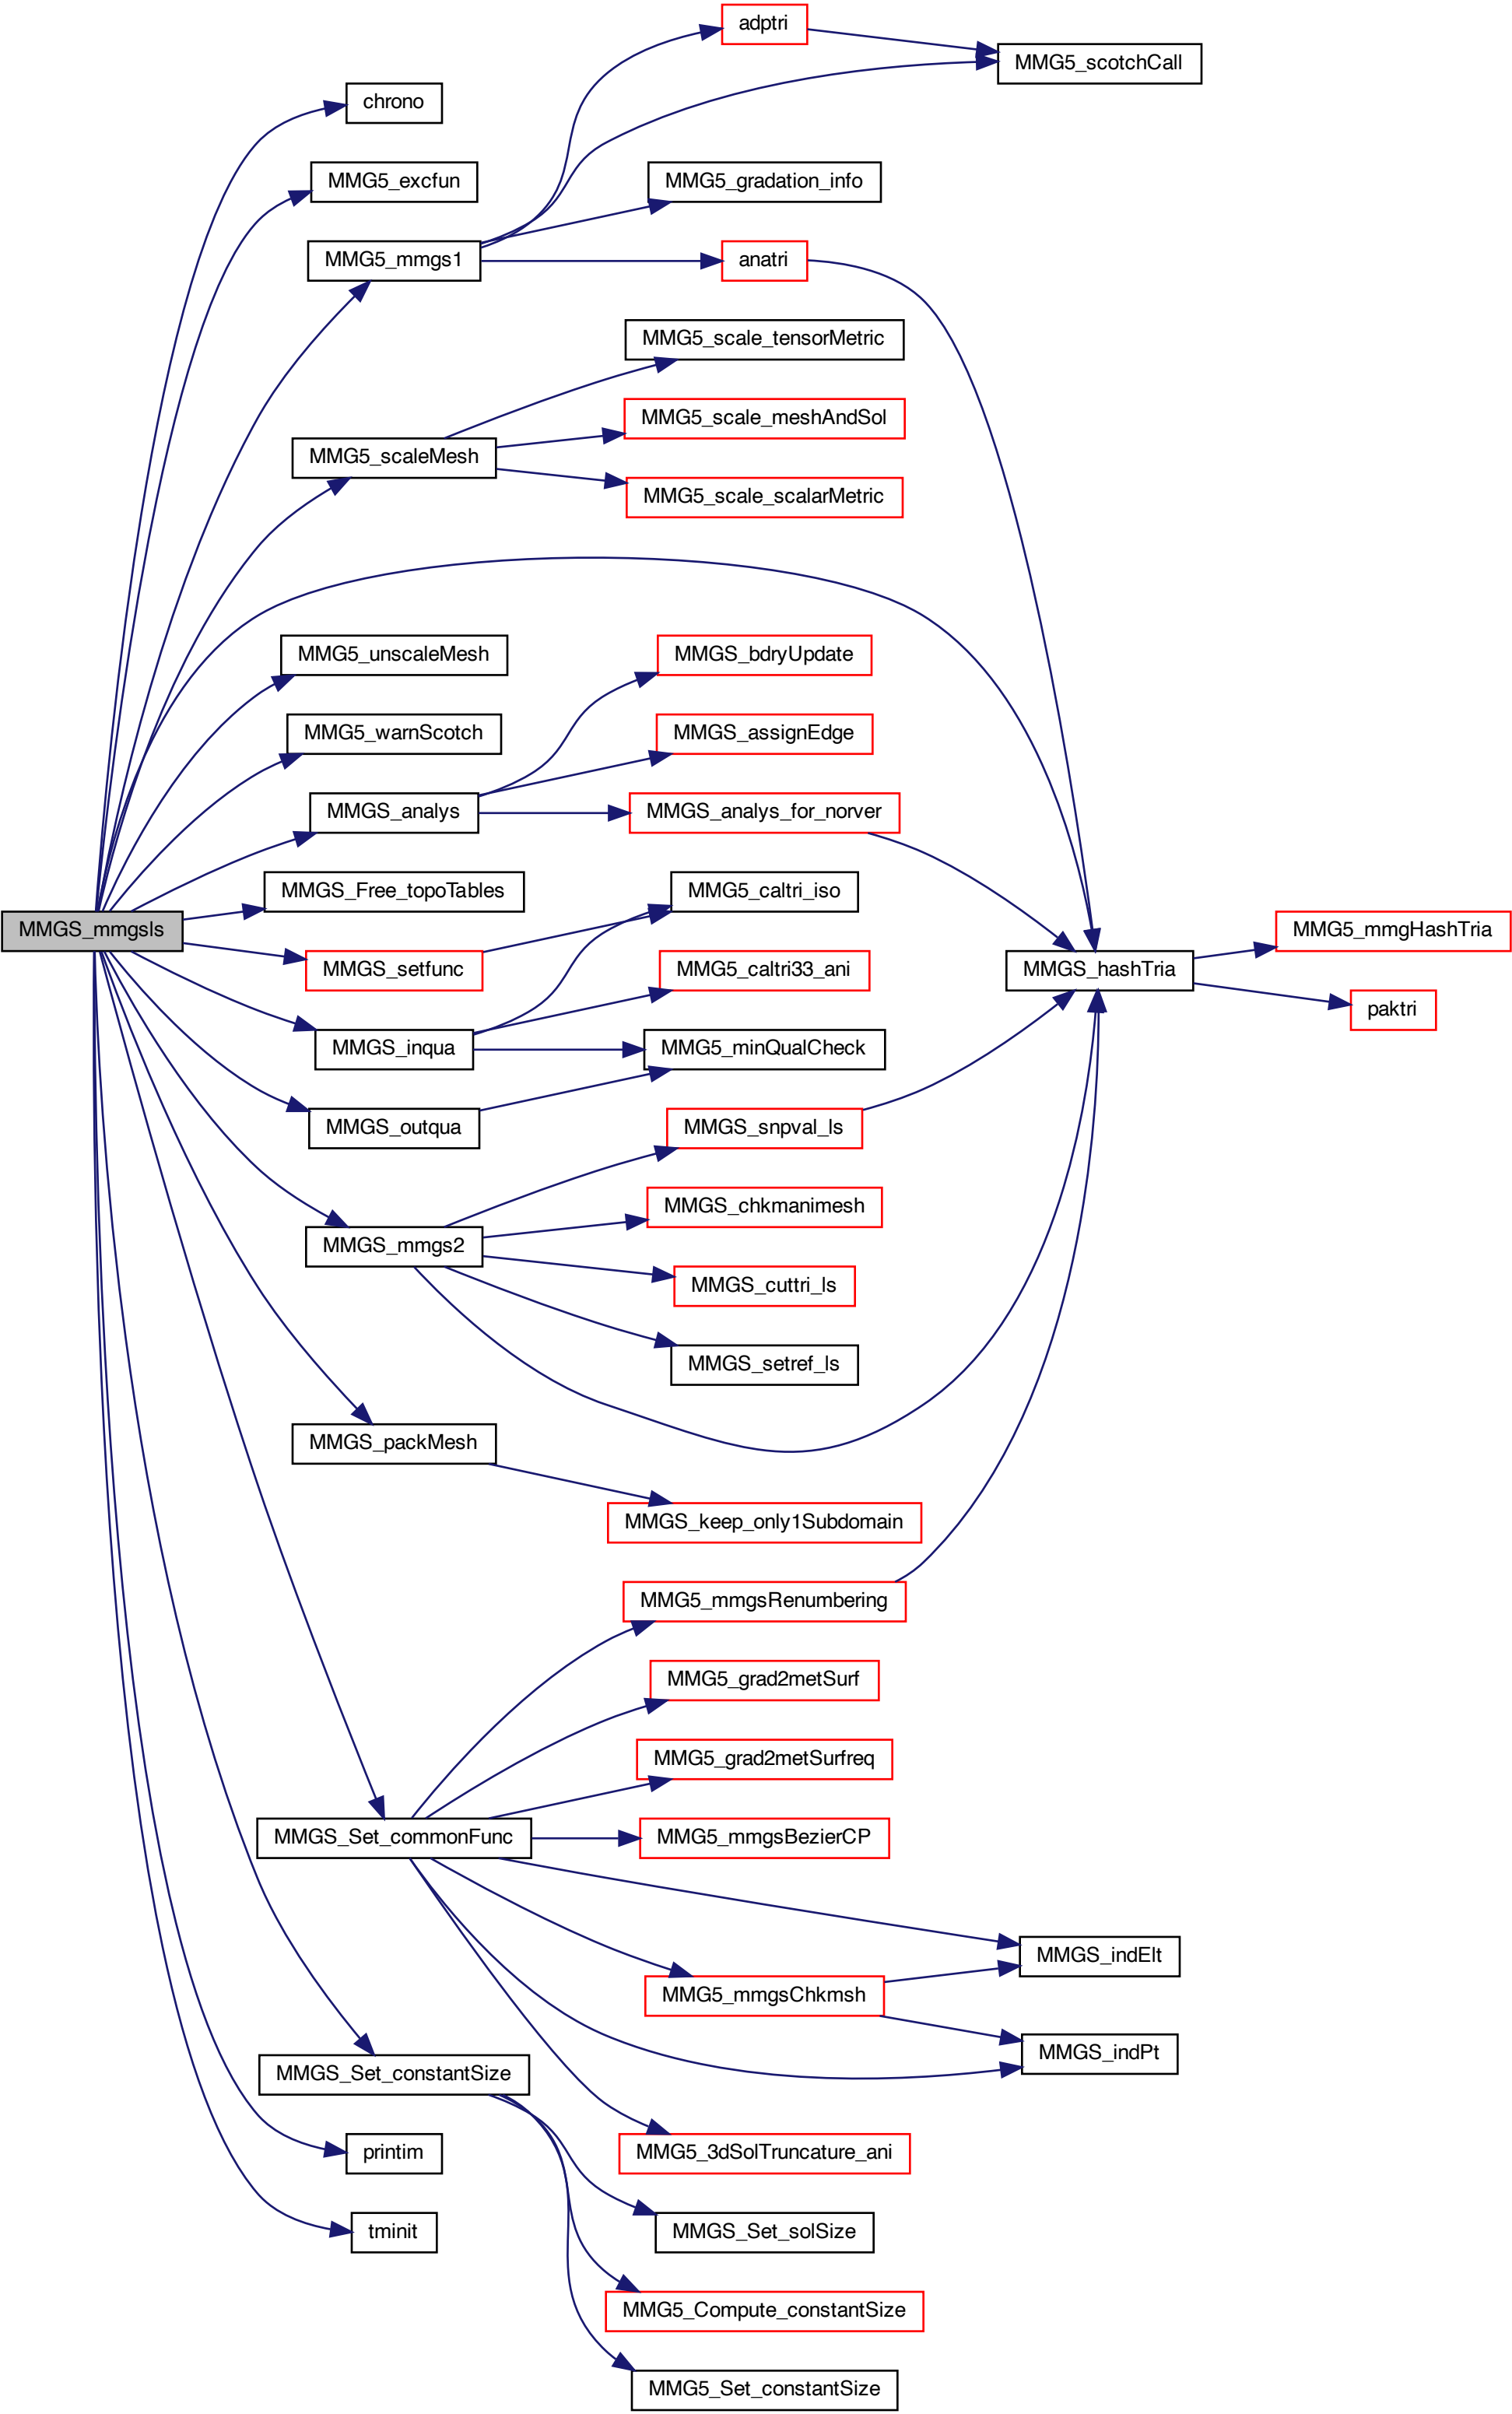 adptri
MMG5_scotchCall
chrono
MMG5_excfun
MMG5_gradation_info
MMG5_mmgs1
anatri
MMG5_scale_tensorMetric
MMG5_scale_meshAndSol
MMG5_scaleMesh
MMG5_scale_scalarMetric
MMG5_unscaleMesh
MMGS_bdryUpdate
MMG5_warnScotch
MMGS_assignEdge
MMGS_analys
MMGS_analys_for_norver
MMGS_Free_topoTables
MMG5_caltri_iso
MMGS_mmgsls
MMG5_mmgHashTria
MMGS_setfunc
MMG5_caltri33_ani
MMGS_hashTria
paktri
MMGS_inqua
MMG5_minQualCheck
MMGS_outqua
MMGS_snpval_ls
MMGS_chkmanimesh
MMGS_mmgs2
MMGS_cuttri_ls
MMGS_setref_ls
MMGS_packMesh
MMGS_keep_only1Subdomain
MMG5_mmgsRenumbering
MMG5_grad2metSurf
MMG5_grad2metSurfreq
MMGS_Set_commonFunc
MMG5_mmgsBezierCP
MMGS_indElt
MMG5_mmgsChkmsh
MMGS_indPt
MMGS_Set_constantSize
printim
MMG5_3dSolTruncature_ani
tminit
MMGS_Set_solSize
MMG5_Compute_constantSize
MMG5_Set_constantSize